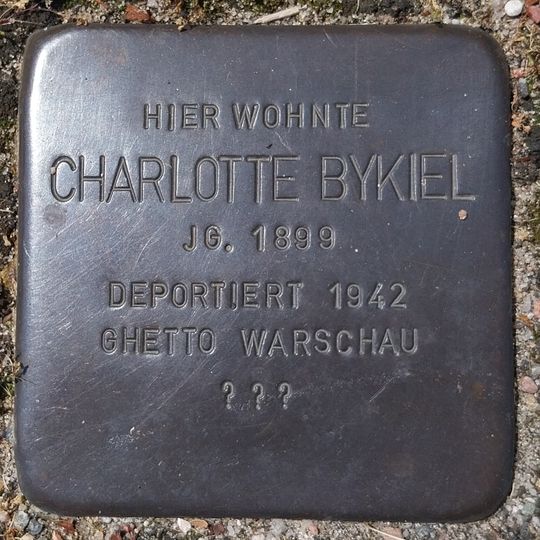 HIER WOHNTE
CHARLOTTE BYKIEL
JG. 1899
DEPORTIERT 1942
GHETTO WARSCHAU
? ? ?